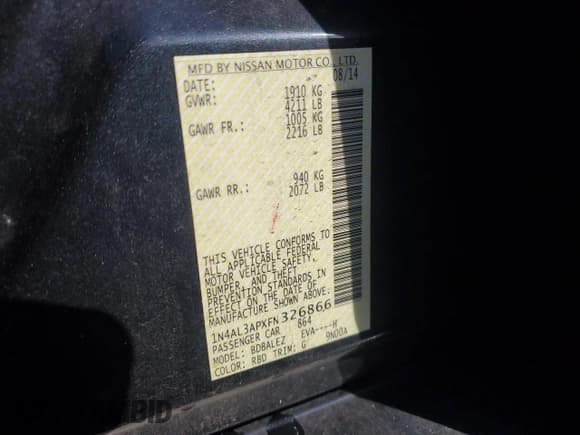 MFD BY NISSAN MOTOR CO., LTD.
DATE: 08/14
GVWR: 1910 KG
4211 LB
GAWR FR.: 1005 KG
2216 LB
GAWR RR.: 940 KG
2072 LB
THIS VEHICLE CONFORMS TO
ALL APPLICABLE FEDERAL
MOTOR VEHICLE SAFETY,
BUMPER, AND THEFT
PREVENTION STANDARDS IN
EFFECT ON THE DATE OF
MANUFACTURE SHOWN ABOVE.
1N4AL3APXFN326866
PASSENGER CAR 864
MODEL: BDBALEZ EVA----H
COLOR: RBD TRIM: G 9N00A
BID